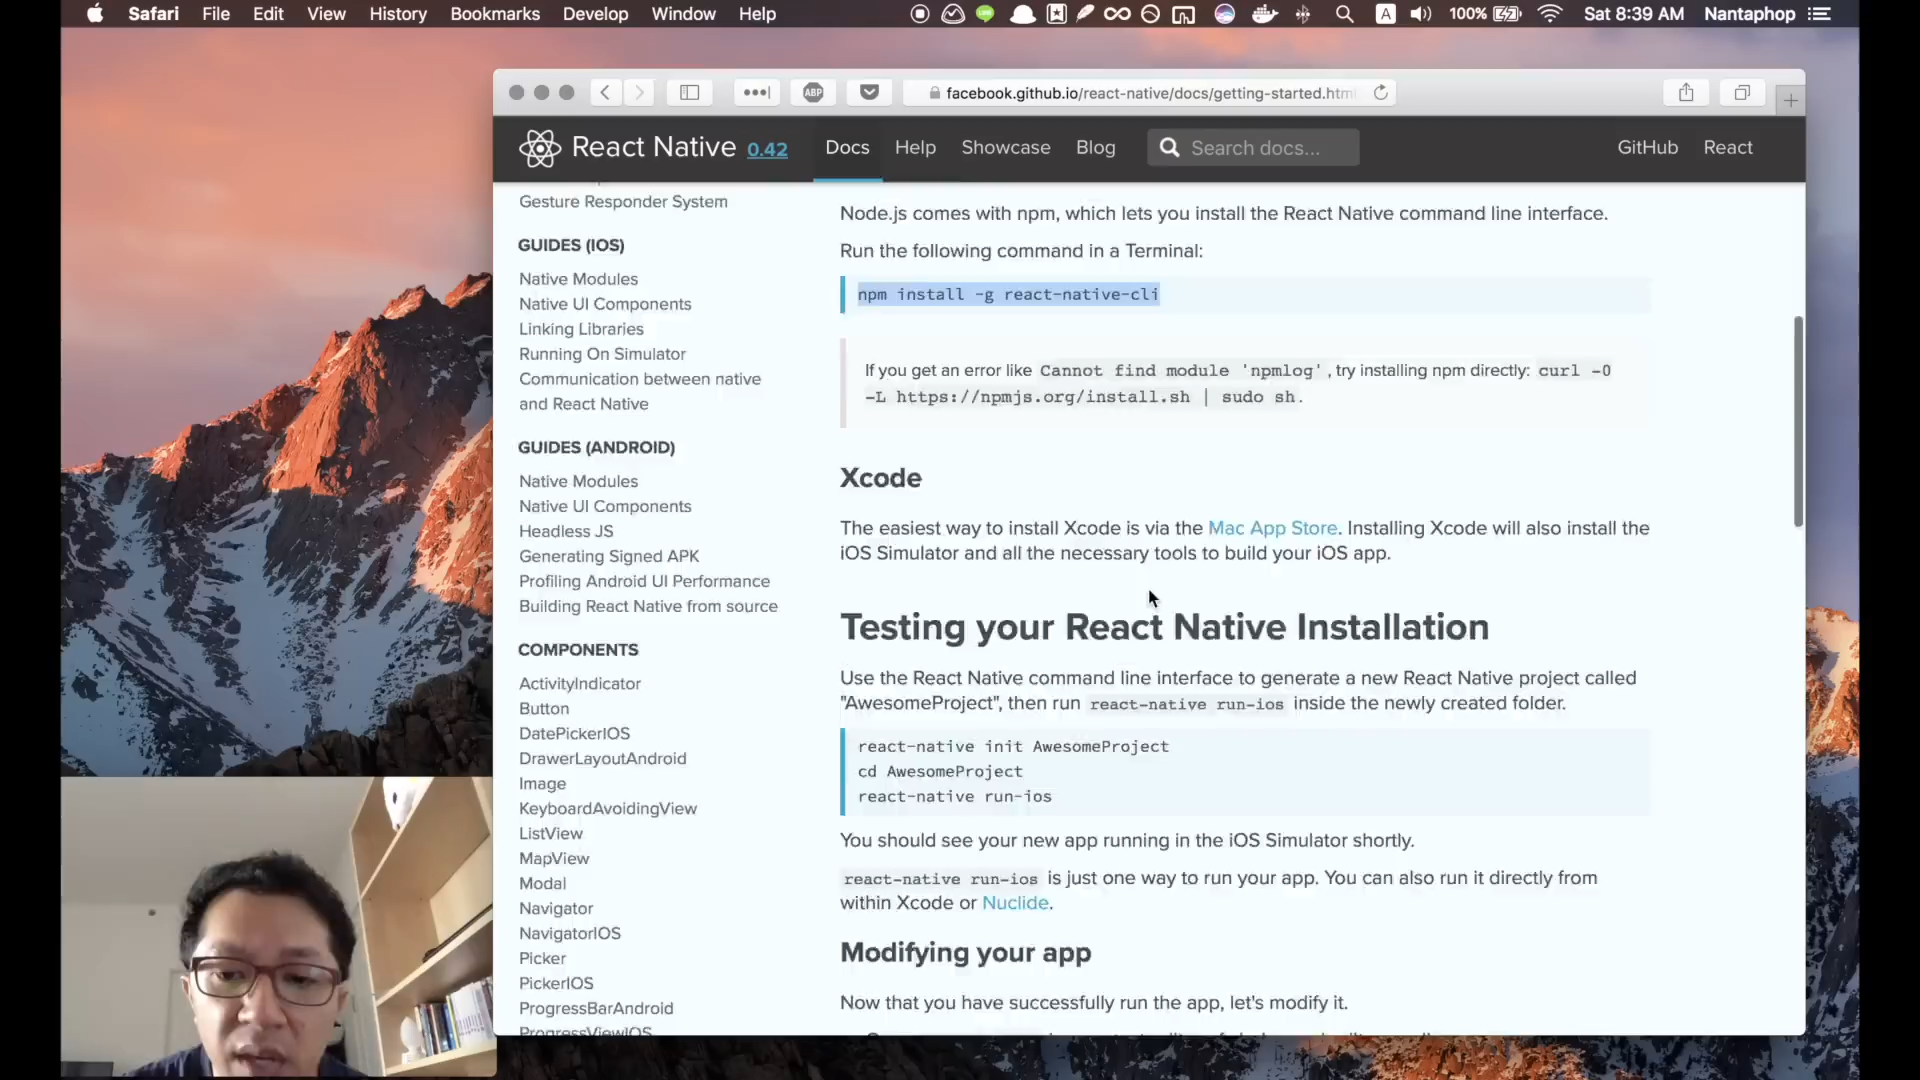 Safari File Edit View History Bookmarks Develop Window Help A 100% Sat 8:39 AM Nantaphop
ABP facebook.github.io/react-native/docs/getting-started.html
React Native 0.42 Docs Help Showcase Blog Search docs... GitHub React
Gesture Responder System
GUIDES (IOS)
Native Modules
Native UI Components
Linking Libraries
Running On Simulator
Communication between native
and React Native
GUIDES (ANDROID)
Native Modules
Native UI Components
Headless JS
Generating Signed APK
Profiling Android UI Performance
Building React Native from source
COMPONENTS
ActivityIndicator
Button
DatePickerIOS
DrawerLayoutAndroid
Image
KeyboardAvoidingView
ListView
MapView
Modal
Navigator
NavigatorIOS
Picker
PickerIOS
ProgressBarAndroid
ProgressViewIOS
Node.js comes with npm, which lets you install the React Native command line interface.
Run the following command in a Terminal:
npm install -g react-native-cli
If you get an error like Cannot find module 'npmlog', try installing npm directly: curl -0
-L https://npmjs.org/install.sh | sudo sh.
Xcode
The easiest way to install Xcode is via the Mac App Store. Installing Xcode will also install the
iOS Simulator and all the necessary tools to build your iOS app.
Testing your React Native Installation
Use the React Native command line interface to generate a new React Native project called
"AwesomeProject", then run react-native run-ios inside the newly created folder.
react-native init AwesomeProject
cd AwesomeProject
react-native run-ios
You should see your new app running in the iOS Simulator shortly.
react-native run-ios is just one way to run your app. You can also run it directly from
within Xcode or Nuclide.
Modifying your app
Now that you have successfully run the app, let's modify it.